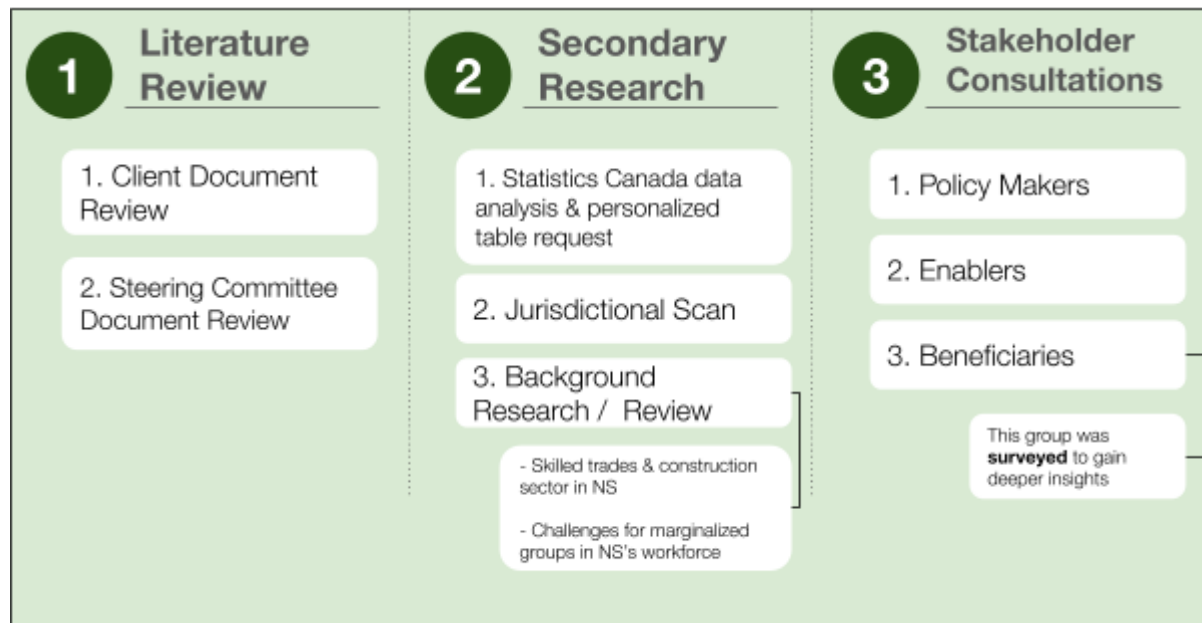 1
Literature
Review
1. Client Document
Review
2. Steering Committee
Document Review
2
Secondary
Research
1. Statistics Canada data
analysis & personalized
table request
2. Jurisdictional Scan
3. Background
Research / Review
- Skilled trades & construction
sector in NS
- Challenges for marginalized
groups in NS's workforce
3
Stakeholder
Consultations
1. Policy Makers
2. Enablers
3. Beneficiaries
This group was
surveyed to gain
deeper insights